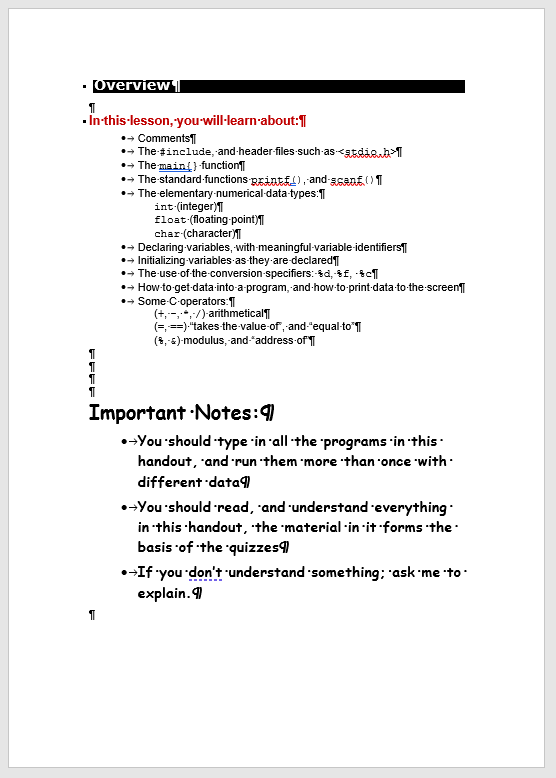 Overview
In this lesson, you will learn about:
Comments
The #include, and header files such as <stdio.h>
The main{} function
The standard functions printf(), and scanf()
The elementary numerical data types:
int (integer)
float (floating point)
char (character)
Declaring variables, with meaningful variable identifiers
Initializing variables as they are declared
The use of the conversion specifiers: %d, %f, %c
How to get data into a program, and how to print data to the screen
Some C operators:
(+, -, *, /) arithmetical
(=, ==) “takes the value of”, and “equal to”
(%, &) modulus, and “address of”
Important Notes:
You should type in all the programs in this
handout, and run them more than once with
different data
You should read, and understand everything
in this handout, the material in it forms the
basis of the quizzes
If you don’t understand something; ask me to
explain.